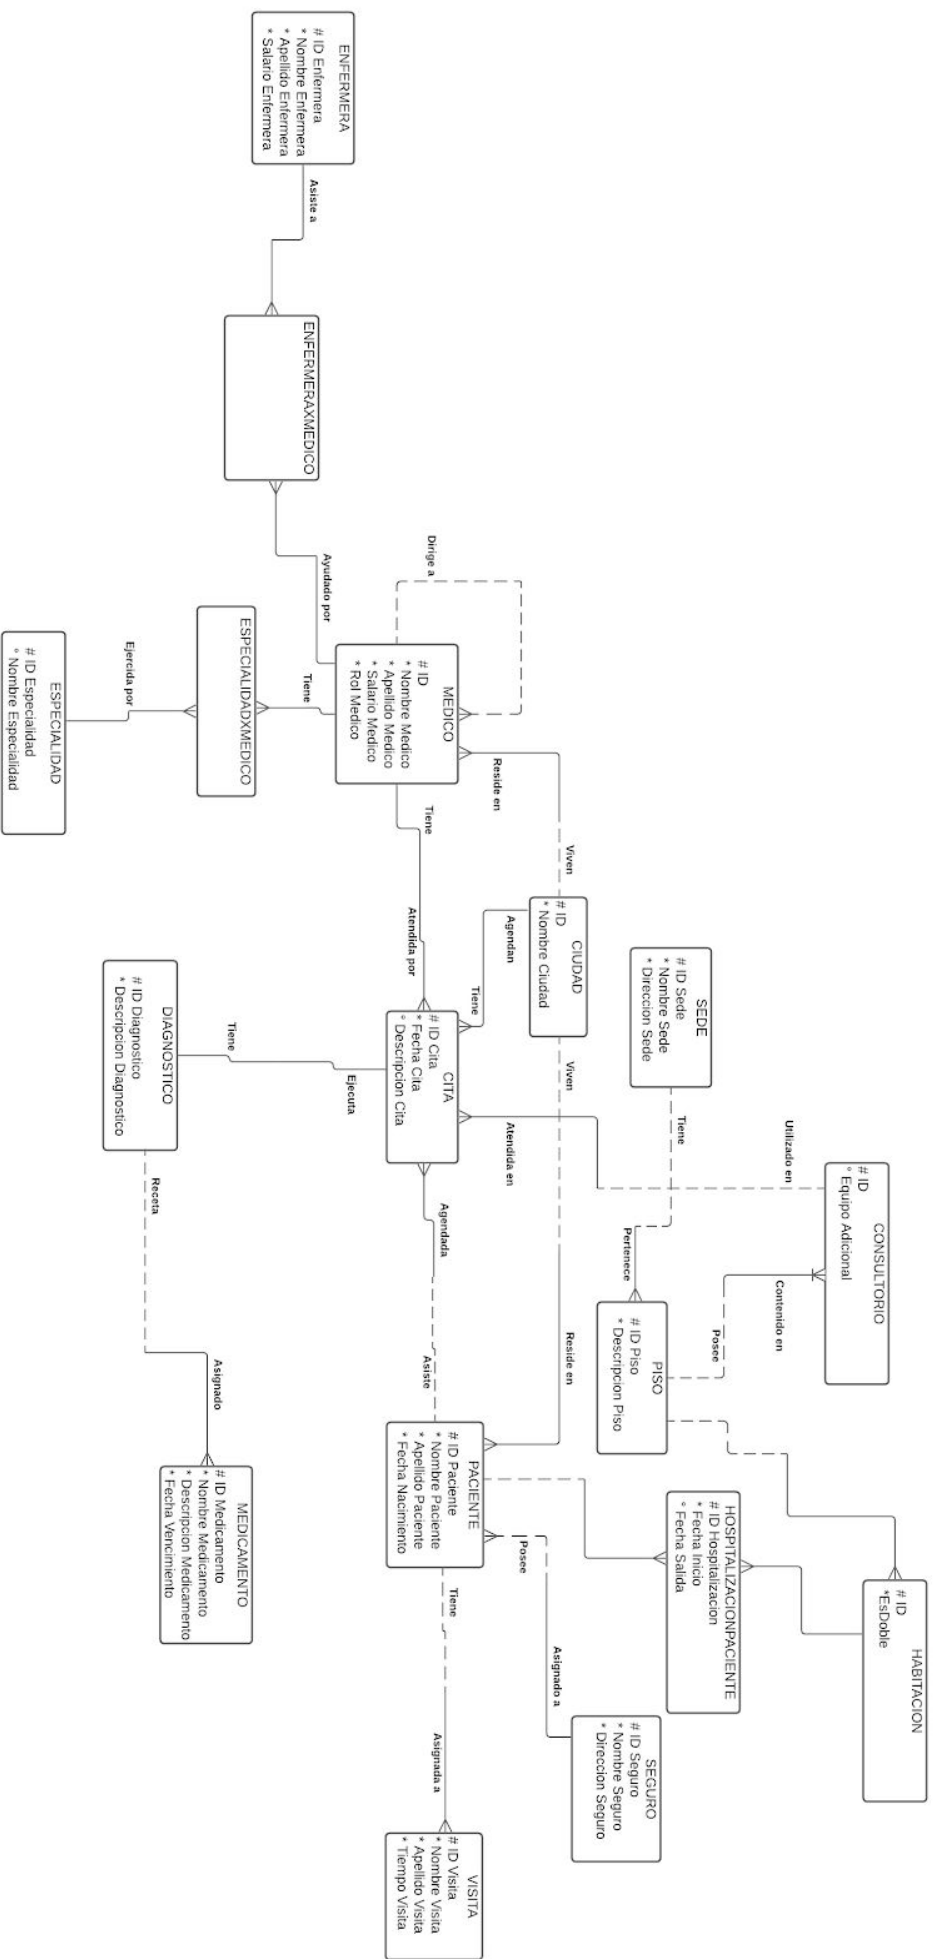 ENFERMERA
# ID Enfermera
* Nombre Enfermera
* Apellido Enfermera
* Salario Enfermera
Asiste a
ENFERMERAXMEDICO
Ayudado por
Dirige a
MEDICO
# ID
* Nombre Medico
* Apellido Medico
* Salario Medico
* Rol Medico
Tiene
ESPECIALIDADXMEDICO
Ejercida por
ESPECIALIDAD
# ID Especialidad
° Nombre Especialidad
Reside en
Viven
CIUDAD
# ID
* Nombre Ciudad
Agendan
Tiene
Tiene
Atendida por
CITA
# ID Cita
* Fecha Cita
° Descripcion Cita
Viven
Reside en
SEDE
# ID Sede
* Nombre Sede
* Direccion Sede
Tiene
Pertenece
CONSULTORIO
# ID
° Equipo Adicional
Utilizado en
Atendida en
Contenido en
Posee
PISO
# ID Piso
* Descripcion Piso
DIAGNOSTICO
# ID Diagnostico
* Descripcion Diagnostico
Tiene
Ejecuta
Receta
Asignado
MEDICAMENTO
# ID Medicamento
* Nombre Medicamento
* Descripcion Medicamento
* Fecha Vencimiento
Agendada
Asiste
PACIENTE
# ID Paciente
* Nombre Paciente
* Apellido Paciente
* Fecha Nacimiento
HOSPITALIZACIONPACIENTE
# ID Hospitalizacion
* Fecha Inicio
° Fecha Salida
HABITACION
# ID
*EsDoble
Posee
Asignado a
SEGURO
# ID Seguro
* Nombre Seguro
* Direccion Seguro
Tiene
Asignada a
VISITA
# ID Visita
* Nombre Visita
* Apellido Visita
* Tiempo Visita